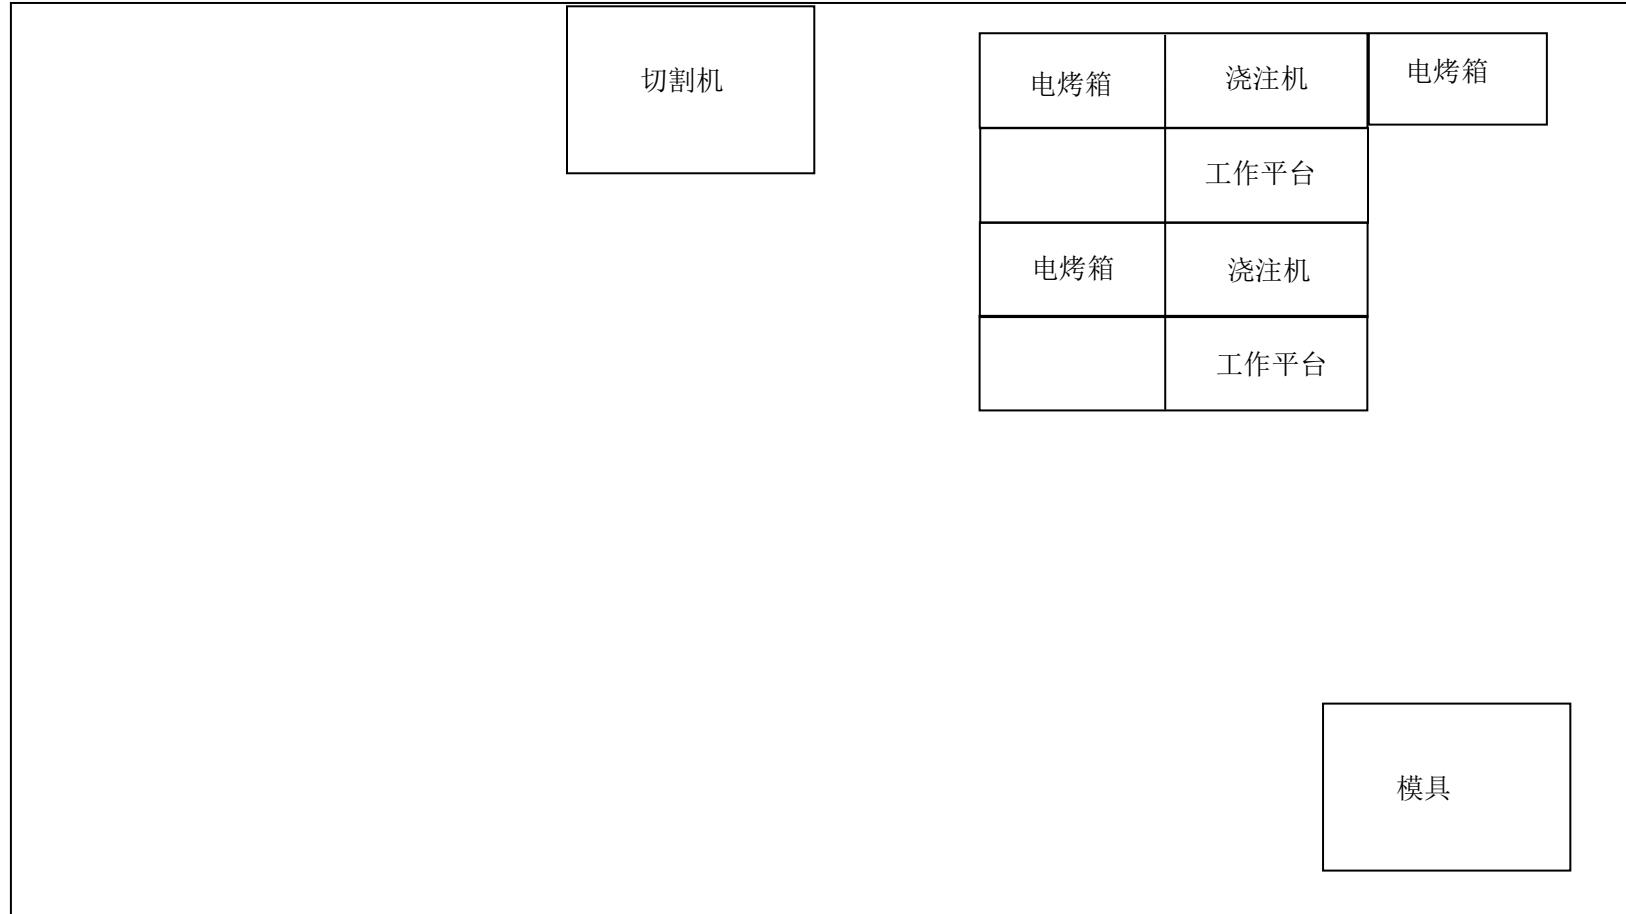 切割机
电烤箱
浇注机
电烤箱
工作平台
电烤箱
浇注机
工作平台
模具